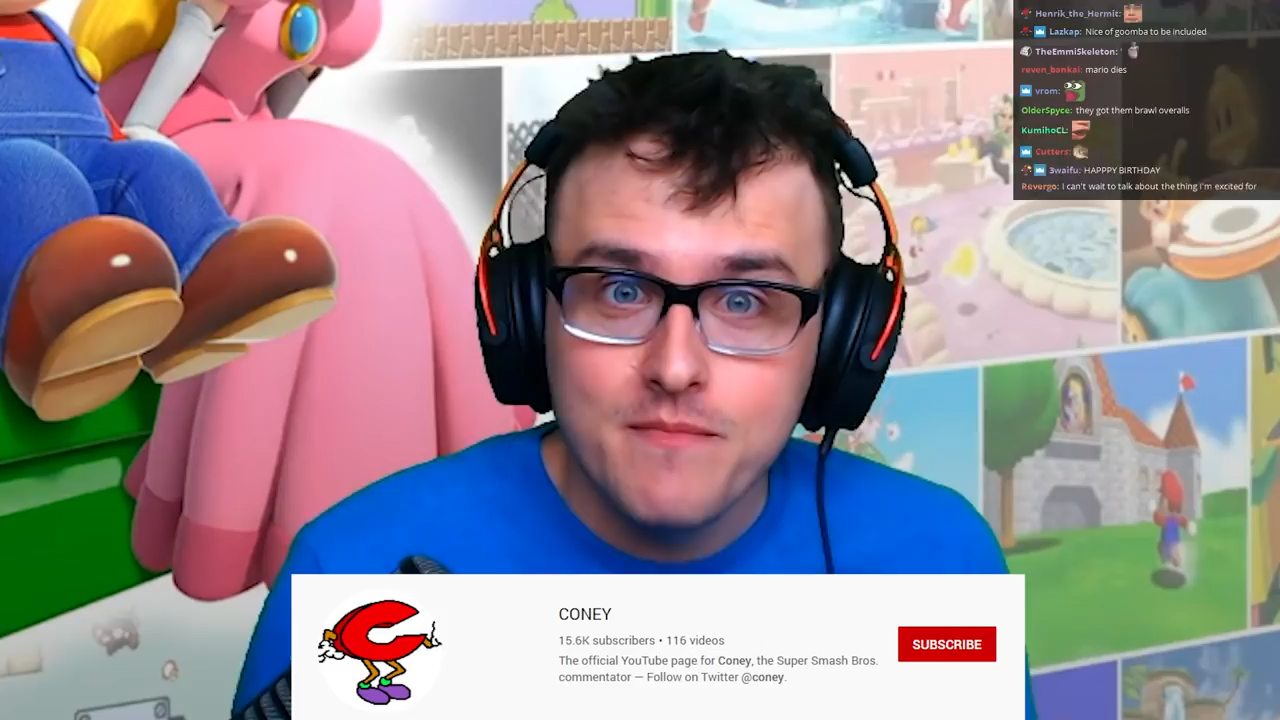 Henrik_the_Hermit:
Lazkap: Nice of goomba to be included
TheEmmiSkeleton:
reven_bankai: mario dies
vrom:
OlderSpyce: they got them brawl overalls
KumihoCL:
Cutters:
3waifu: HAPPPY BIRTHDAY
Revergo: I can't wait to talk about the thing I'm excited for
CONEY
15.6K subscribers • 116 videos
The official YouTube page for Coney, the Super Smash Bros.
commentator — Follow on Twitter @coney.
SUBSCRIBE